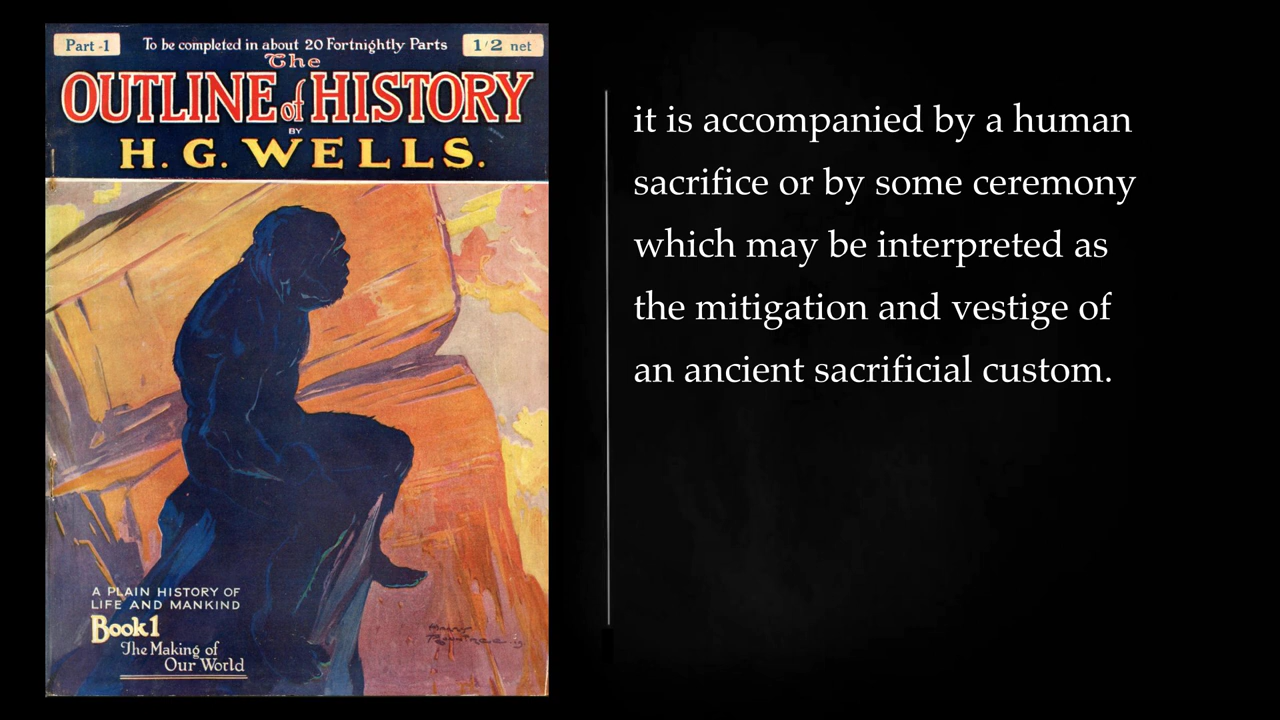 Part -1
To be completed in about 20 Fortnightly Parts
1/2 net
The
OUTLINE of HISTORY
BY
H. G. WELLS.
A PLAIN HISTORY OF
LIFE AND MANKIND
Book 1
The Making of
Our World
it is accompanied by a human
sacrifice or by some ceremony
which may be interpreted as
the mitigation and vestige of
an ancient sacrificial custom.